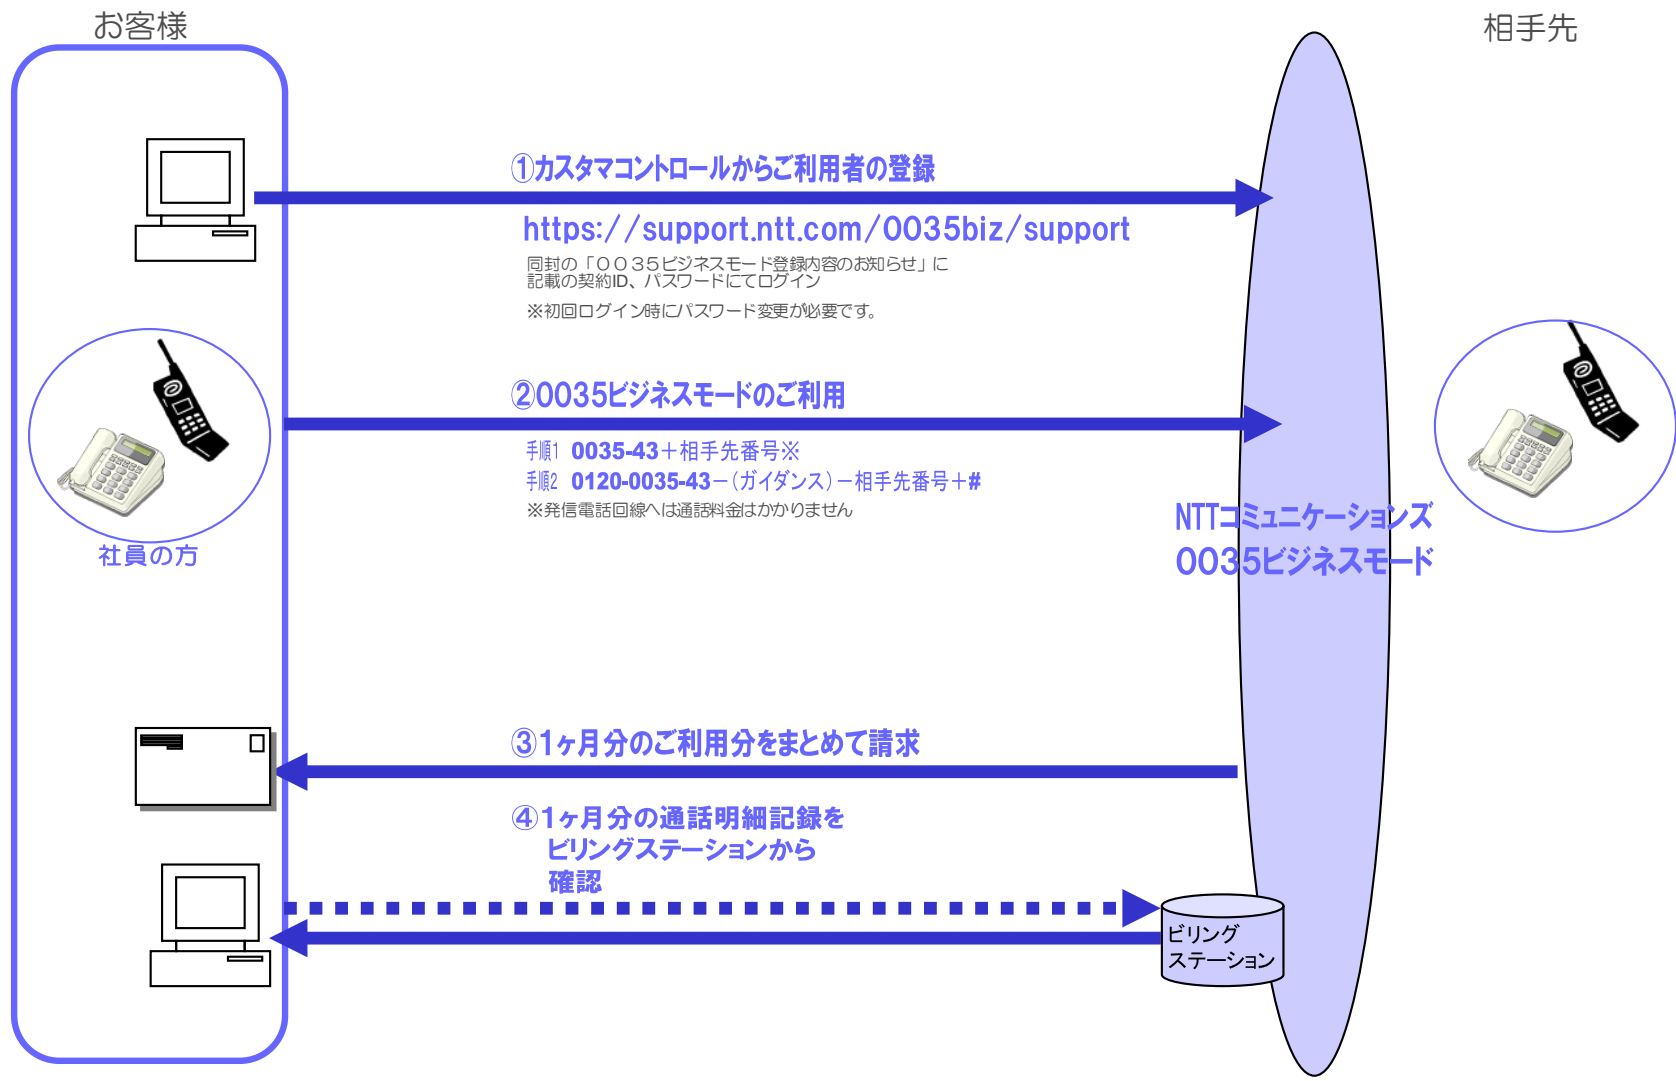 お客様
相手先
①カスタマコントロールからご利用者の登録
https://support.ntt.com/0035biz/support
同封の「００３５ビジネスモード登録内容のお知らせ」に
記載の契約ID、パスワードにてログイン
※初回ログイン時にパスワード変更が必要です。
②0035ビジネスモードのご利用
手順1 0035-43＋相手先番号※
手順2 0120-0035-43－（ガイダンス）－相手先番号＋#
※発信電話回線へは通話料金はかかりません
社員の方
NTTコミュニケーションズ
0035ビジネスモード
③1ヶ月分のご利用分をまとめて請求
④1ヶ月分の通話明細記録を
ビリングステーションから
確認
ビリング
ステーション